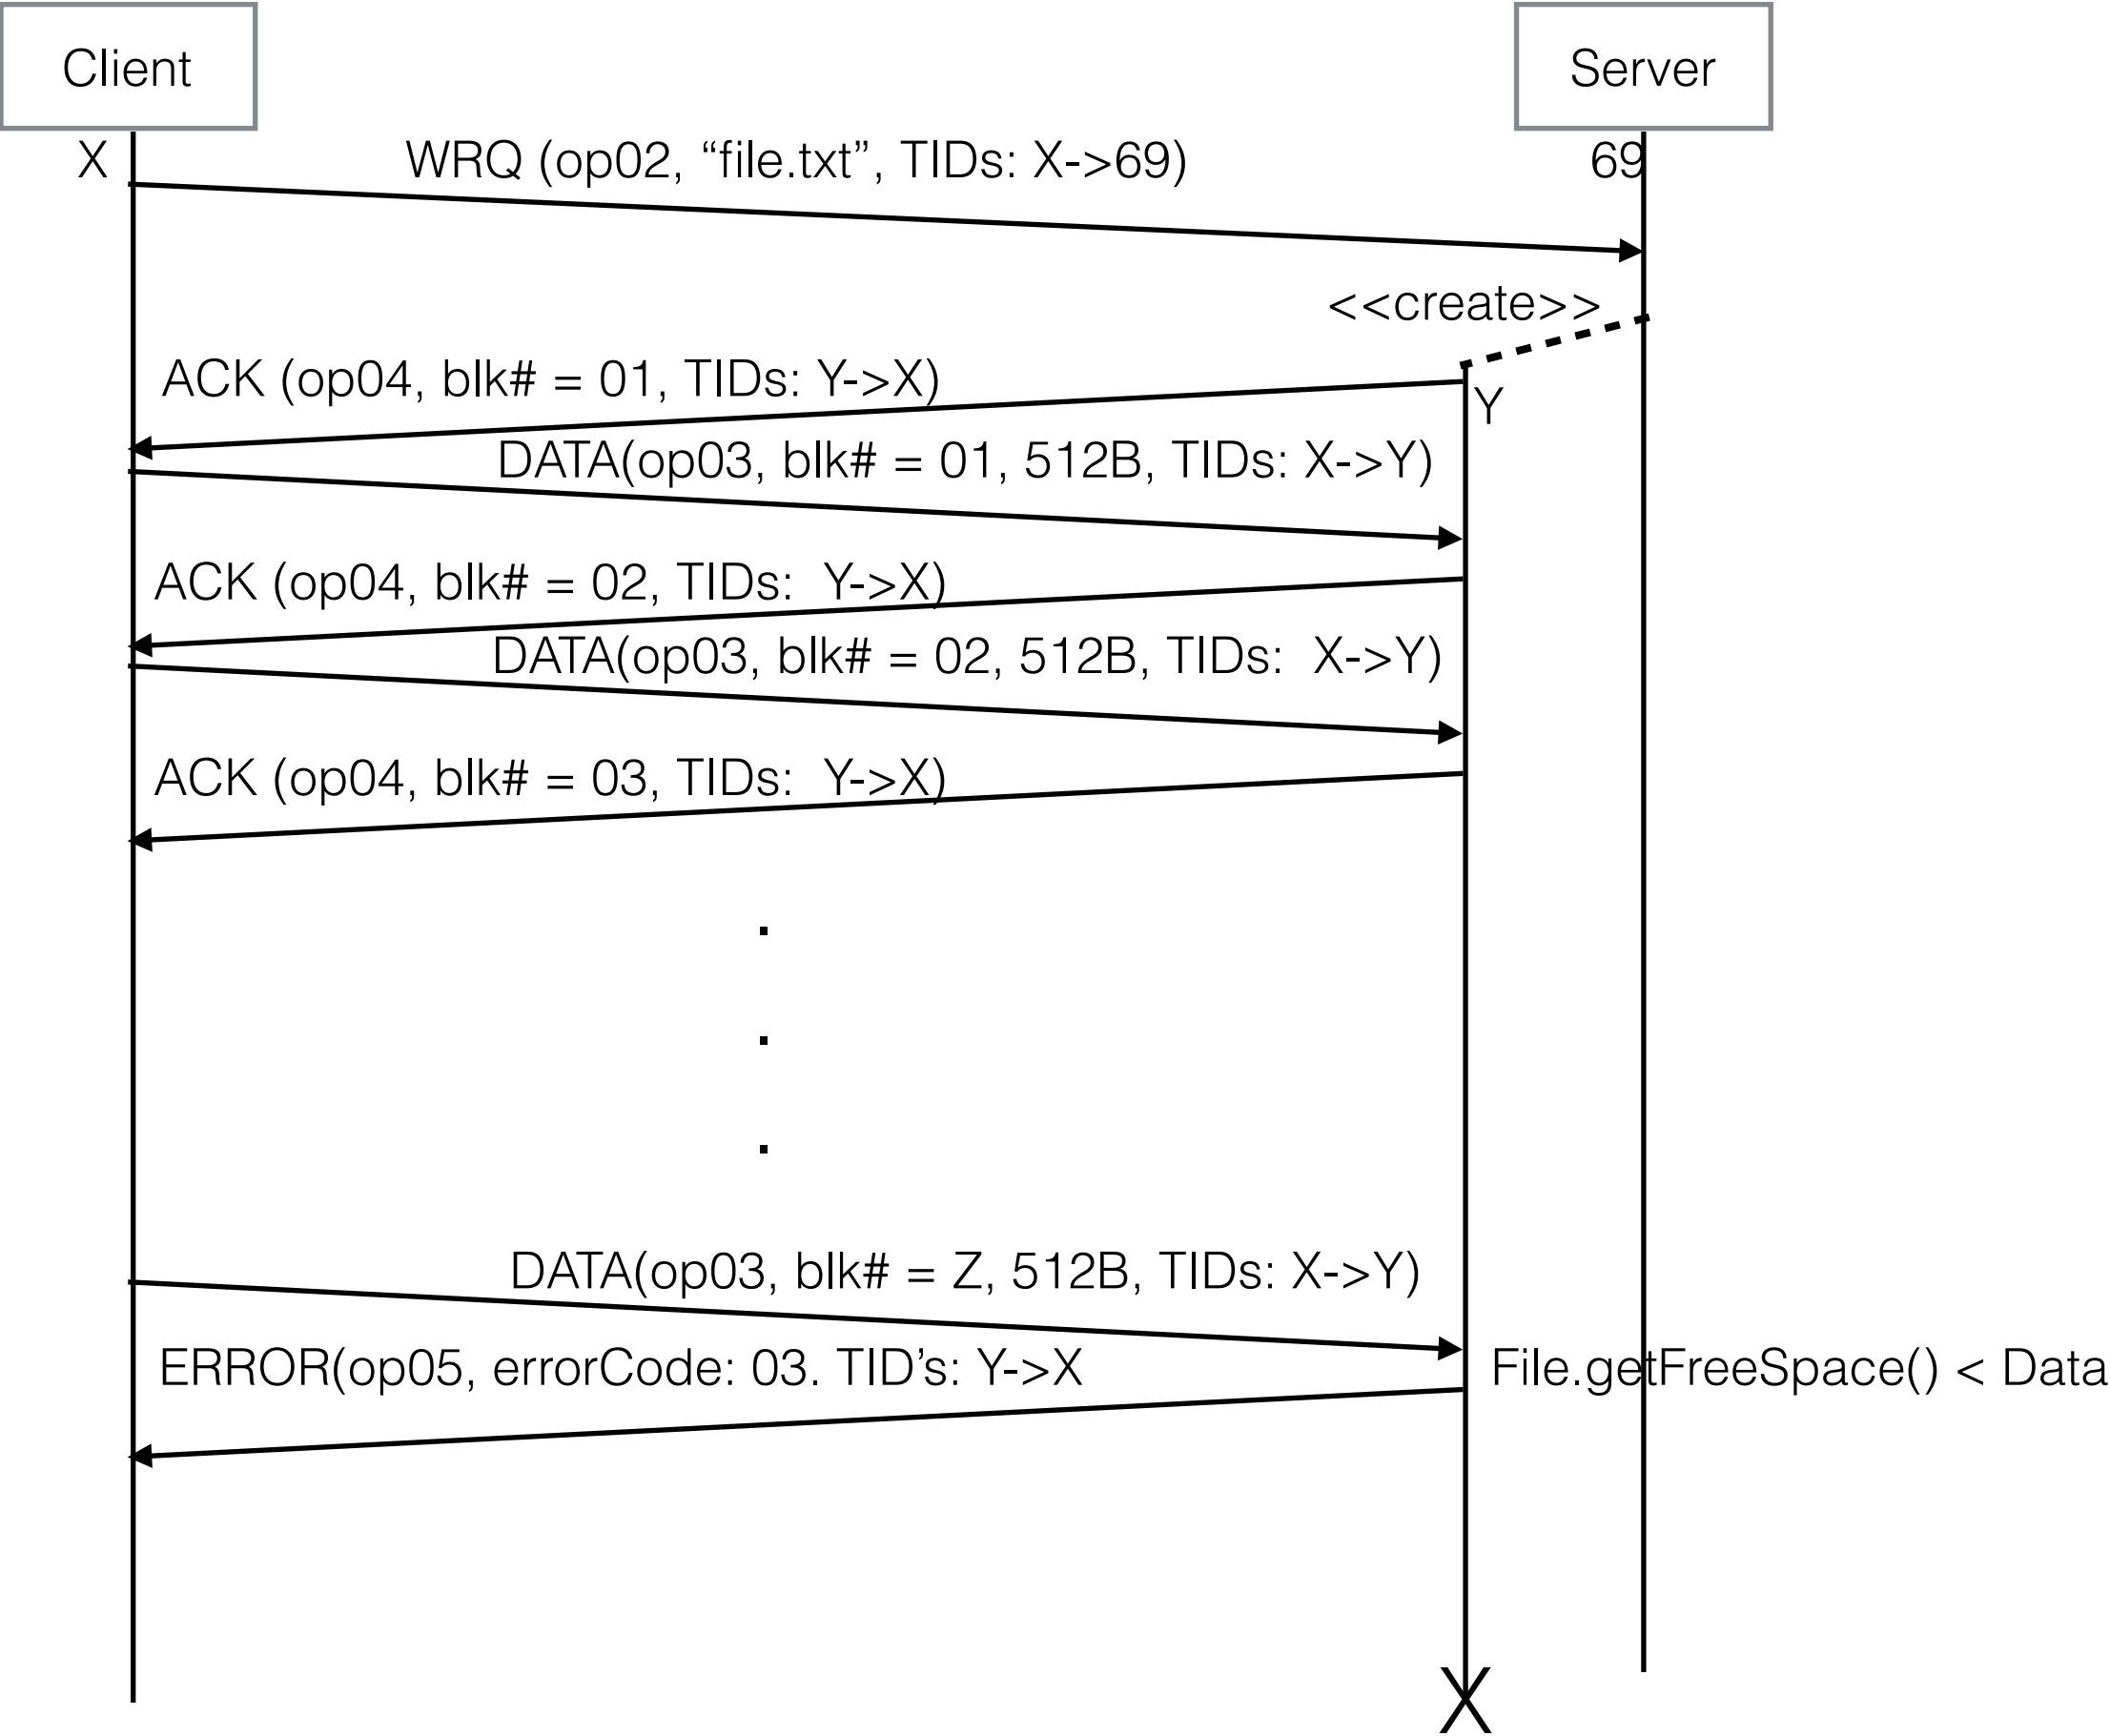 Client
Server
X
WRQ (op02, “file.txt”, TIDs: X->69)
69
<<create>>
ACK (op04, blk# = 01, TIDs: Y->X)
Y
DATA(op03, blk# = 01, 512B, TIDs: X->Y)
ACK (op04, blk# = 02, TIDs: Y->X)
DATA(op03, blk# = 02, 512B, TIDs: X->Y)
ACK (op04, blk# = 03, TIDs: Y->X)
.
.
.
DATA(op03, blk# = Z, 512B, TIDs: X->Y)
ERROR(op05, errorCode: 03. TID’s: Y->X
File.getFreeSpace() < Data
X